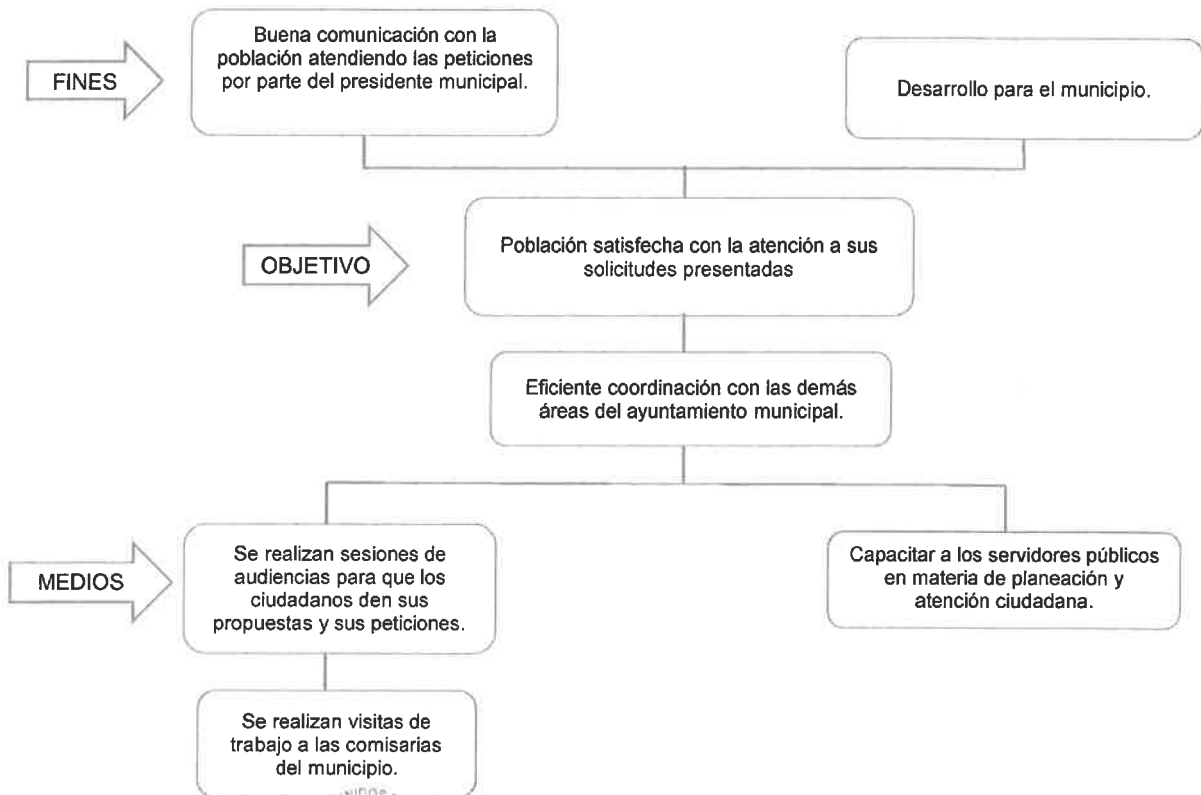 Buena comunicación con la
población atendiendo las peticiones
por parte del presidente municipal.
FINES
Desarrollo para el municipio.
Población satisfecha con la atención a sus
solicitudes presentadas
OBJETIVO
Eficiente coordinación con las demás
áreas del ayuntamiento municipal.
Se realizan sesiones de
audiencias para que los
ciudadanos den sus
propuestas y sus peticiones.
MEDIOS
Capacitar a los servidores públicos
en materia de planeación y
atención ciudadana.
Se realizan visitas de
trabajo a las comisarias
del municipio.